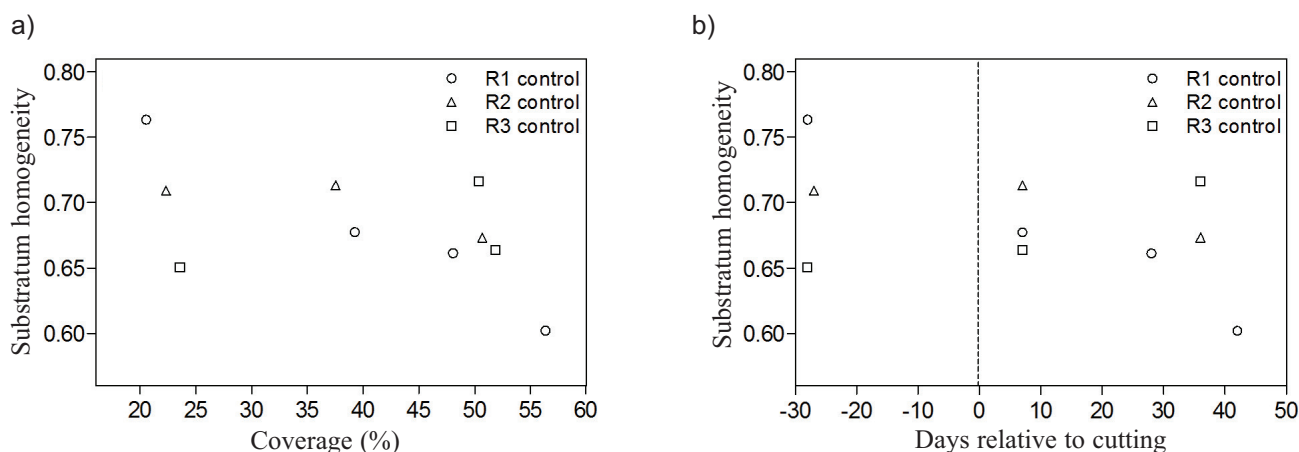 a)
Substratum homogeneity
0.80
0.75
0.70
0.65
0.60
R1 control
R2 control
R3 control
20 25 30 35 40 45 50 55 60
Coverage (%)
b)
Substratum homogeneity
0.80
0.75
0.70
0.65
0.60
R1 control
R2 control
R3 control
-30 -20 -10 0 10 20 30 40 50
Days relative to cutting